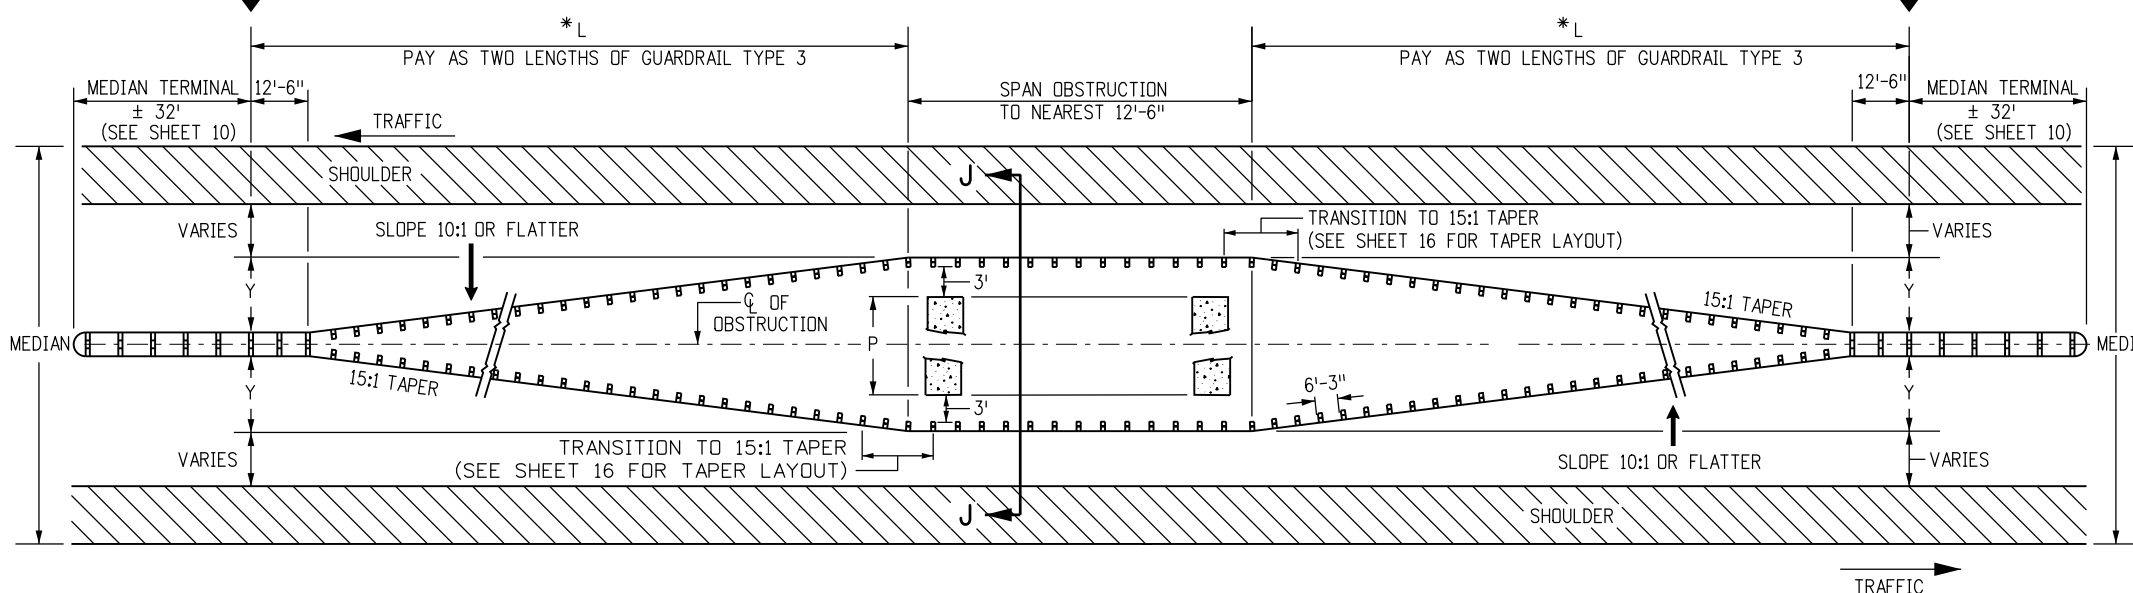 *L
*L
PAY AS TWO LENGTHS OF GUARDRAIL TYPE 3
PAY AS TWO LENGTHS OF GUARDRAIL TYPE 3
MEDIAN TERMINAL
± 32'
(SEE SHEET 10)
12'-6"
SPAN OBSTRUCTION
TO NEAREST 12'-6"
12'-6"
MEDIAN TERMINAL
± 32'
(SEE SHEET 10)
TRAFFIC
SHOULDER
J
VARIES
SLOPE 10:1 OR FLATTER
TRANSITION TO 15:1 TAPER
(SEE SHEET 16 FOR TAPER LAYOUT)
VARIES
Y
3'
℄ OF
OBSTRUCTION
15:1 TAPER
Y
MEDIAN
P
MEDI
15:1 TAPER
Y
3'
6'-3"
Y
TRANSITION TO 15:1 TAPER
(SEE SHEET 16 FOR TAPER LAYOUT)
VARIES
SLOPE 10:1 OR FLATTER
VARIES
J
SHOULDER
TRAFFIC